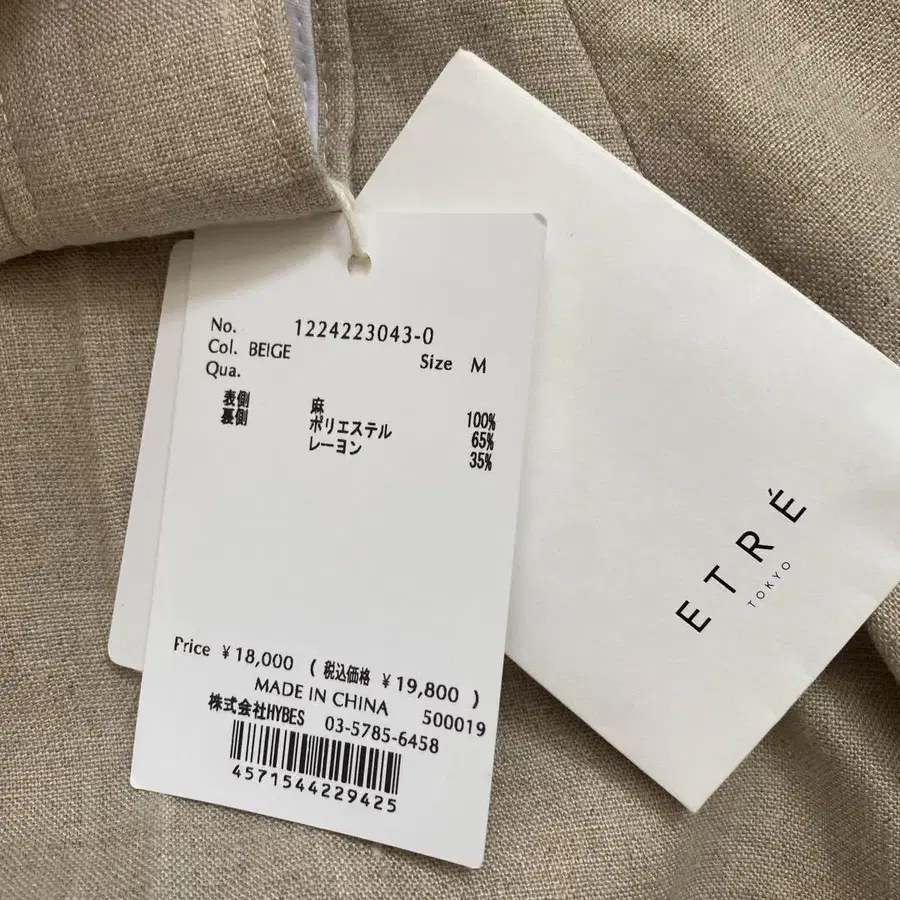 No. 1224223043-0
Col. BEIGE Size M
Qua.
表側 麻 100%
裏側 ポリエステル 65%
レーヨン 35%
Price ¥18,000 ( 税込価格 ¥19,800 )
MADE IN CHINA 500019
株式会社HYBES 03-5785-6458
4571544229425
ETRÉ
TOKYO